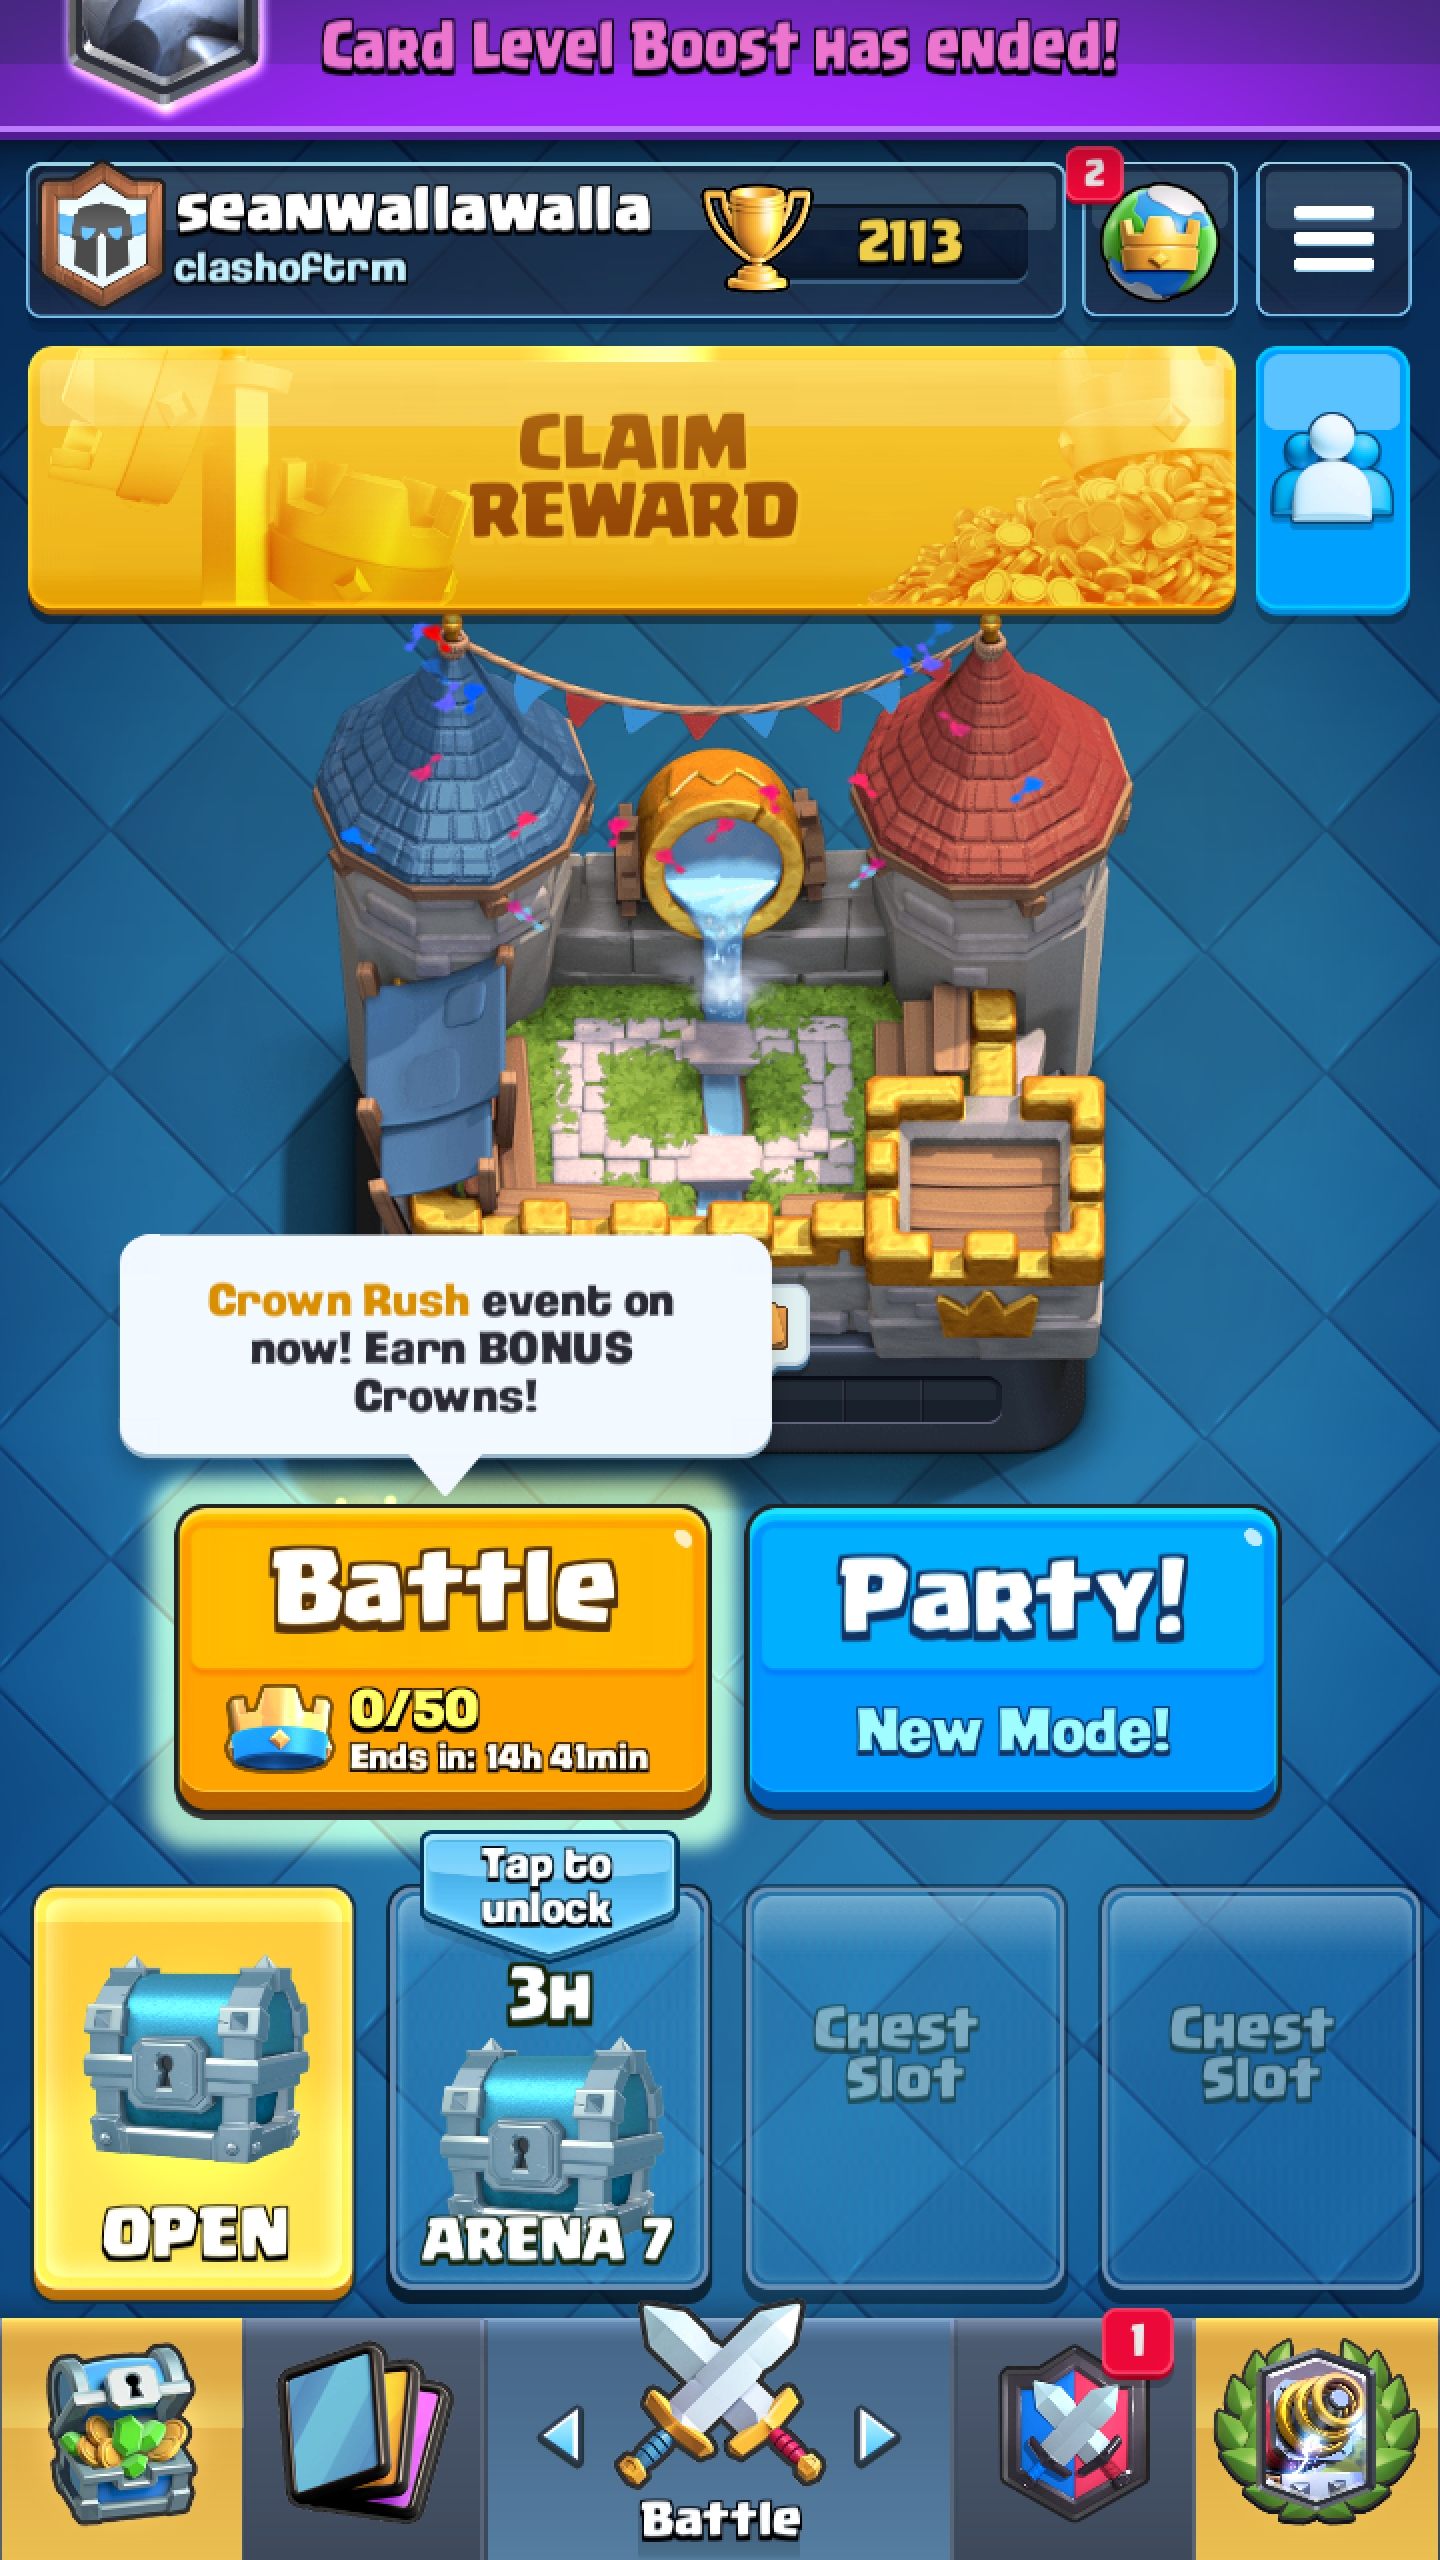 Card Level Boost has ended!
seanwallawalla
clashoftrm
2113
2
CLAIM
REWARD
Crown Rush event on
now! Earn BONUS
Crowns!
Battle
0/50
Ends in: 14h 41min
Party!
New Mode!
OPEN
Tap to
unlock
3H
ARENA 7
Chest
Slot
Chest
Slot
1
Battle